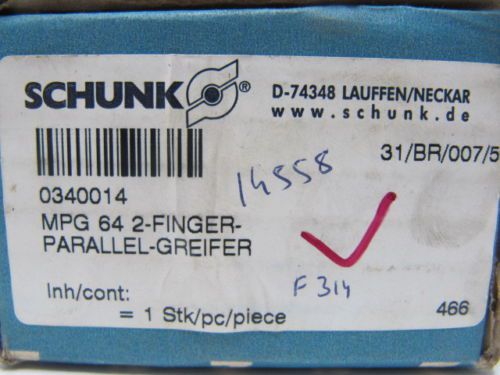 SCHUNK ®
D-74348 LAUFFEN/NECKAR
www.schunk.de
31/BR/007/5
14558
0340014
MPG 64 2-FINGER-
PARALLEL-GREIFER
F 314
Inh/cont:
= 1 Stk/pc/piece
466